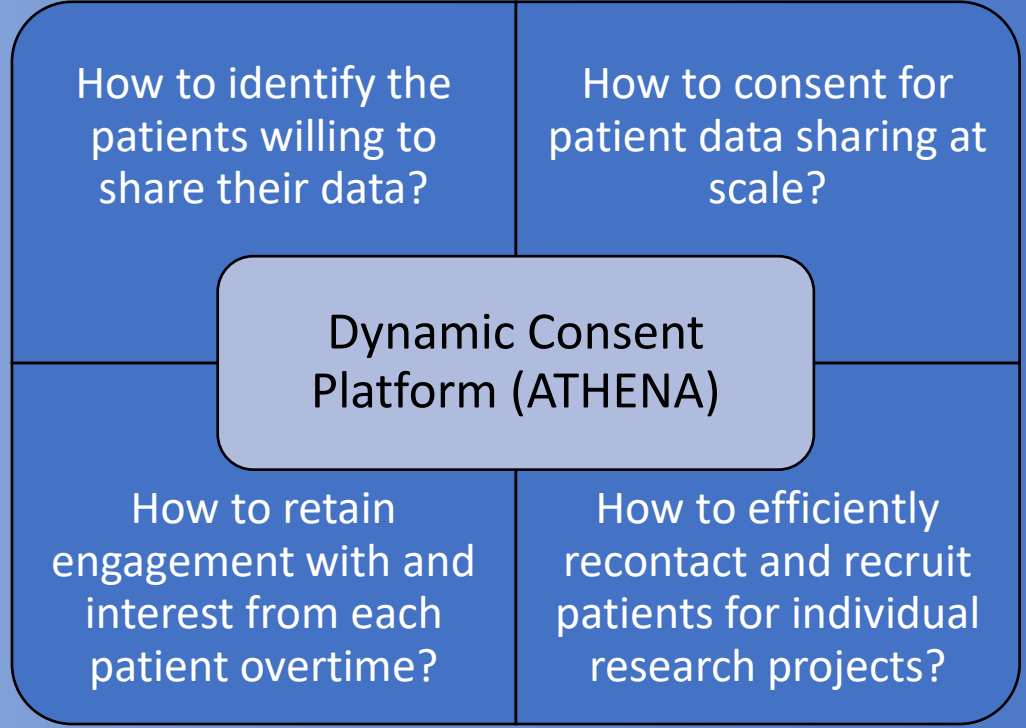 How to identify the
patients willing to
share their data?
How to consent for
patient data sharing at
scale?
Dynamic Consent
Platform (ATHENA)
How to retain
engagement with and
interest from each
patient overtime?
How to efficiently
recontact and recruit
patients for individual
research projects?